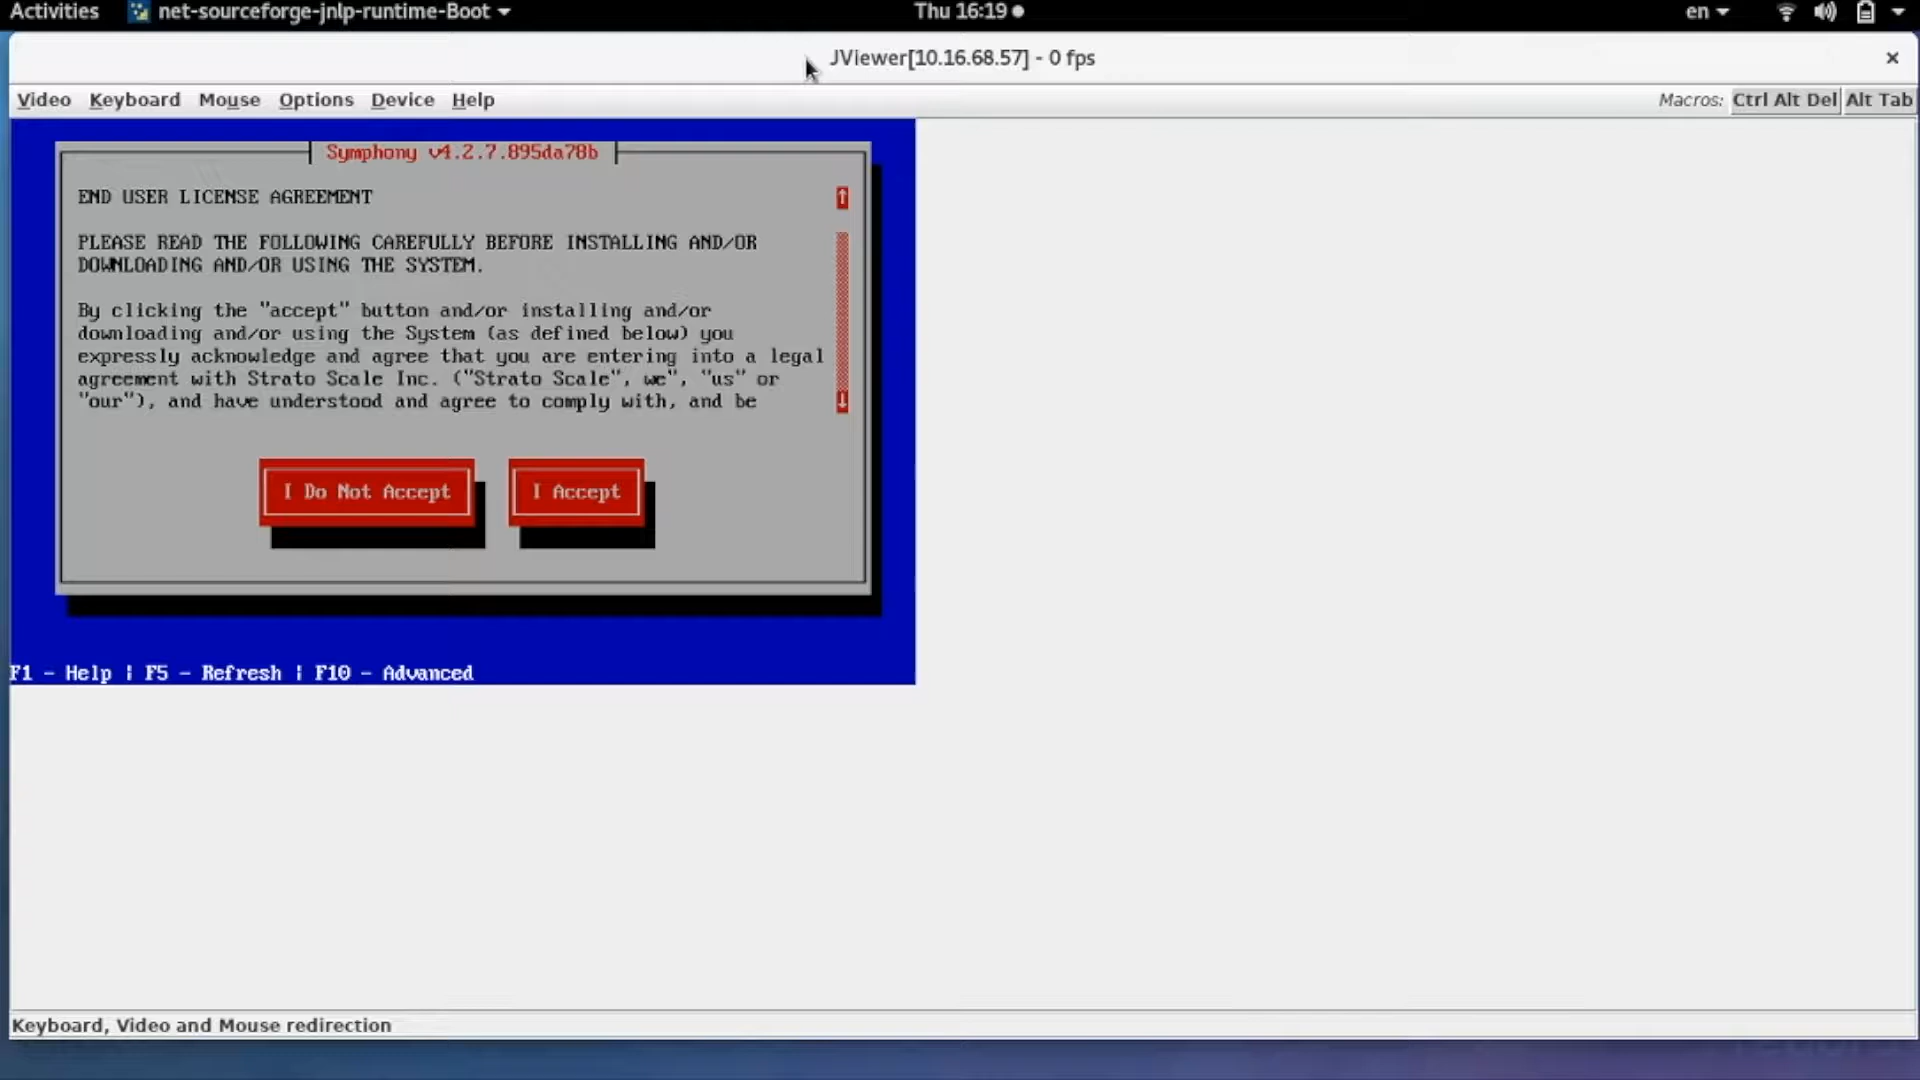 Activities net-sourceforge-jnlp-runtime-Boot Thu 16:19 en
JViewer[10.16.68.57] - 0 fps
Video Keyboard Mouse Options Device Help Macros: Ctrl Alt Del Alt Tab
Symphony v4.2.7.895da78b
END USER LICENSE AGREEMENT
PLEASE READ THE FOLLOWING CAREFULLY BEFORE INSTALLING AND/OR
DOWNLOADING AND/OR USING THE SYSTEM.
By clicking the "accept" button and/or installing and/or
downloading and/or using the System (as defined below) you
expressly acknowledge and agree that you are entering into a legal
agreement with Strato Scale Inc. ("Strato Scale", we", "us" or
"our"), and have understood and agree to comply with, and be
I Do Not Accept I Accept
F1 - Help | F5 - Refresh | F10 - Advanced
Keyboard, Video and Mouse redirection